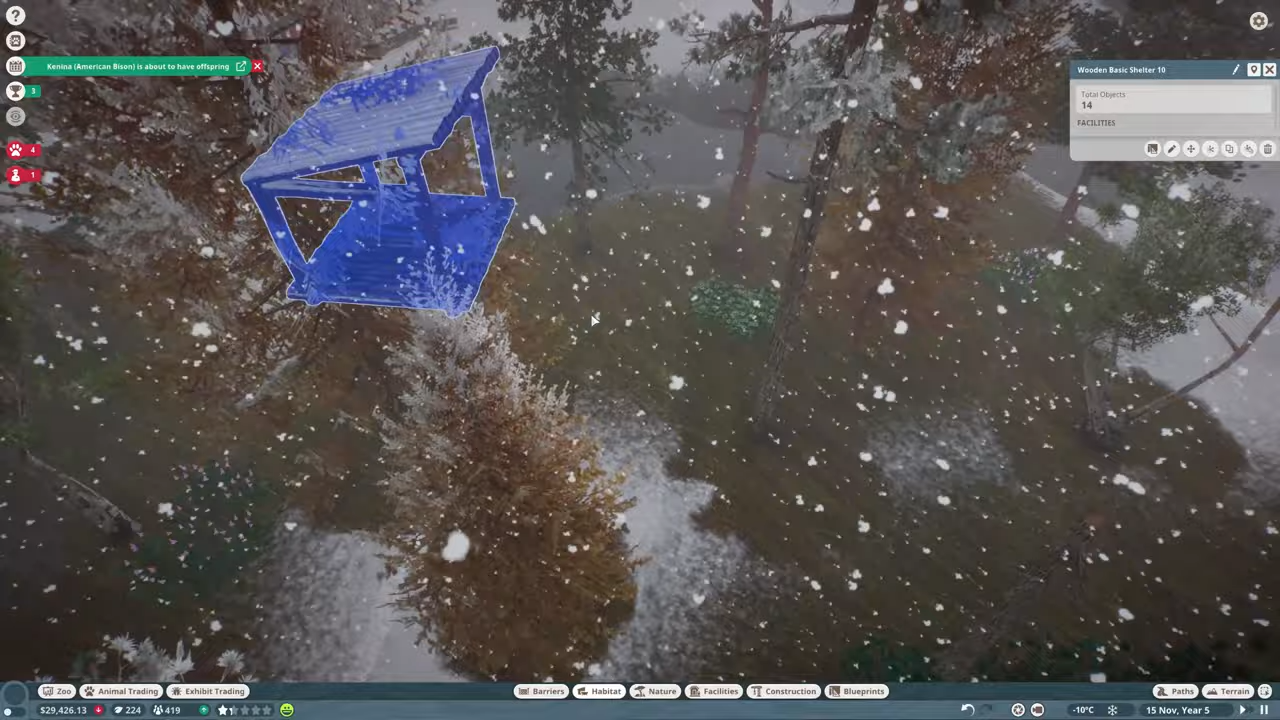 Kenina (American Bison) is about to have offspring
3
4
1
Wooden Basic Shelter 10
Total Objects
14
FACILITIES
Zoo
Animal Trading
Exhibit Trading
Barriers
Habitat
Nature
Facilities
Construction
Blueprints
Paths
Terrain
$29,426.13
224
419
-10°C
15 Nov, Year 5